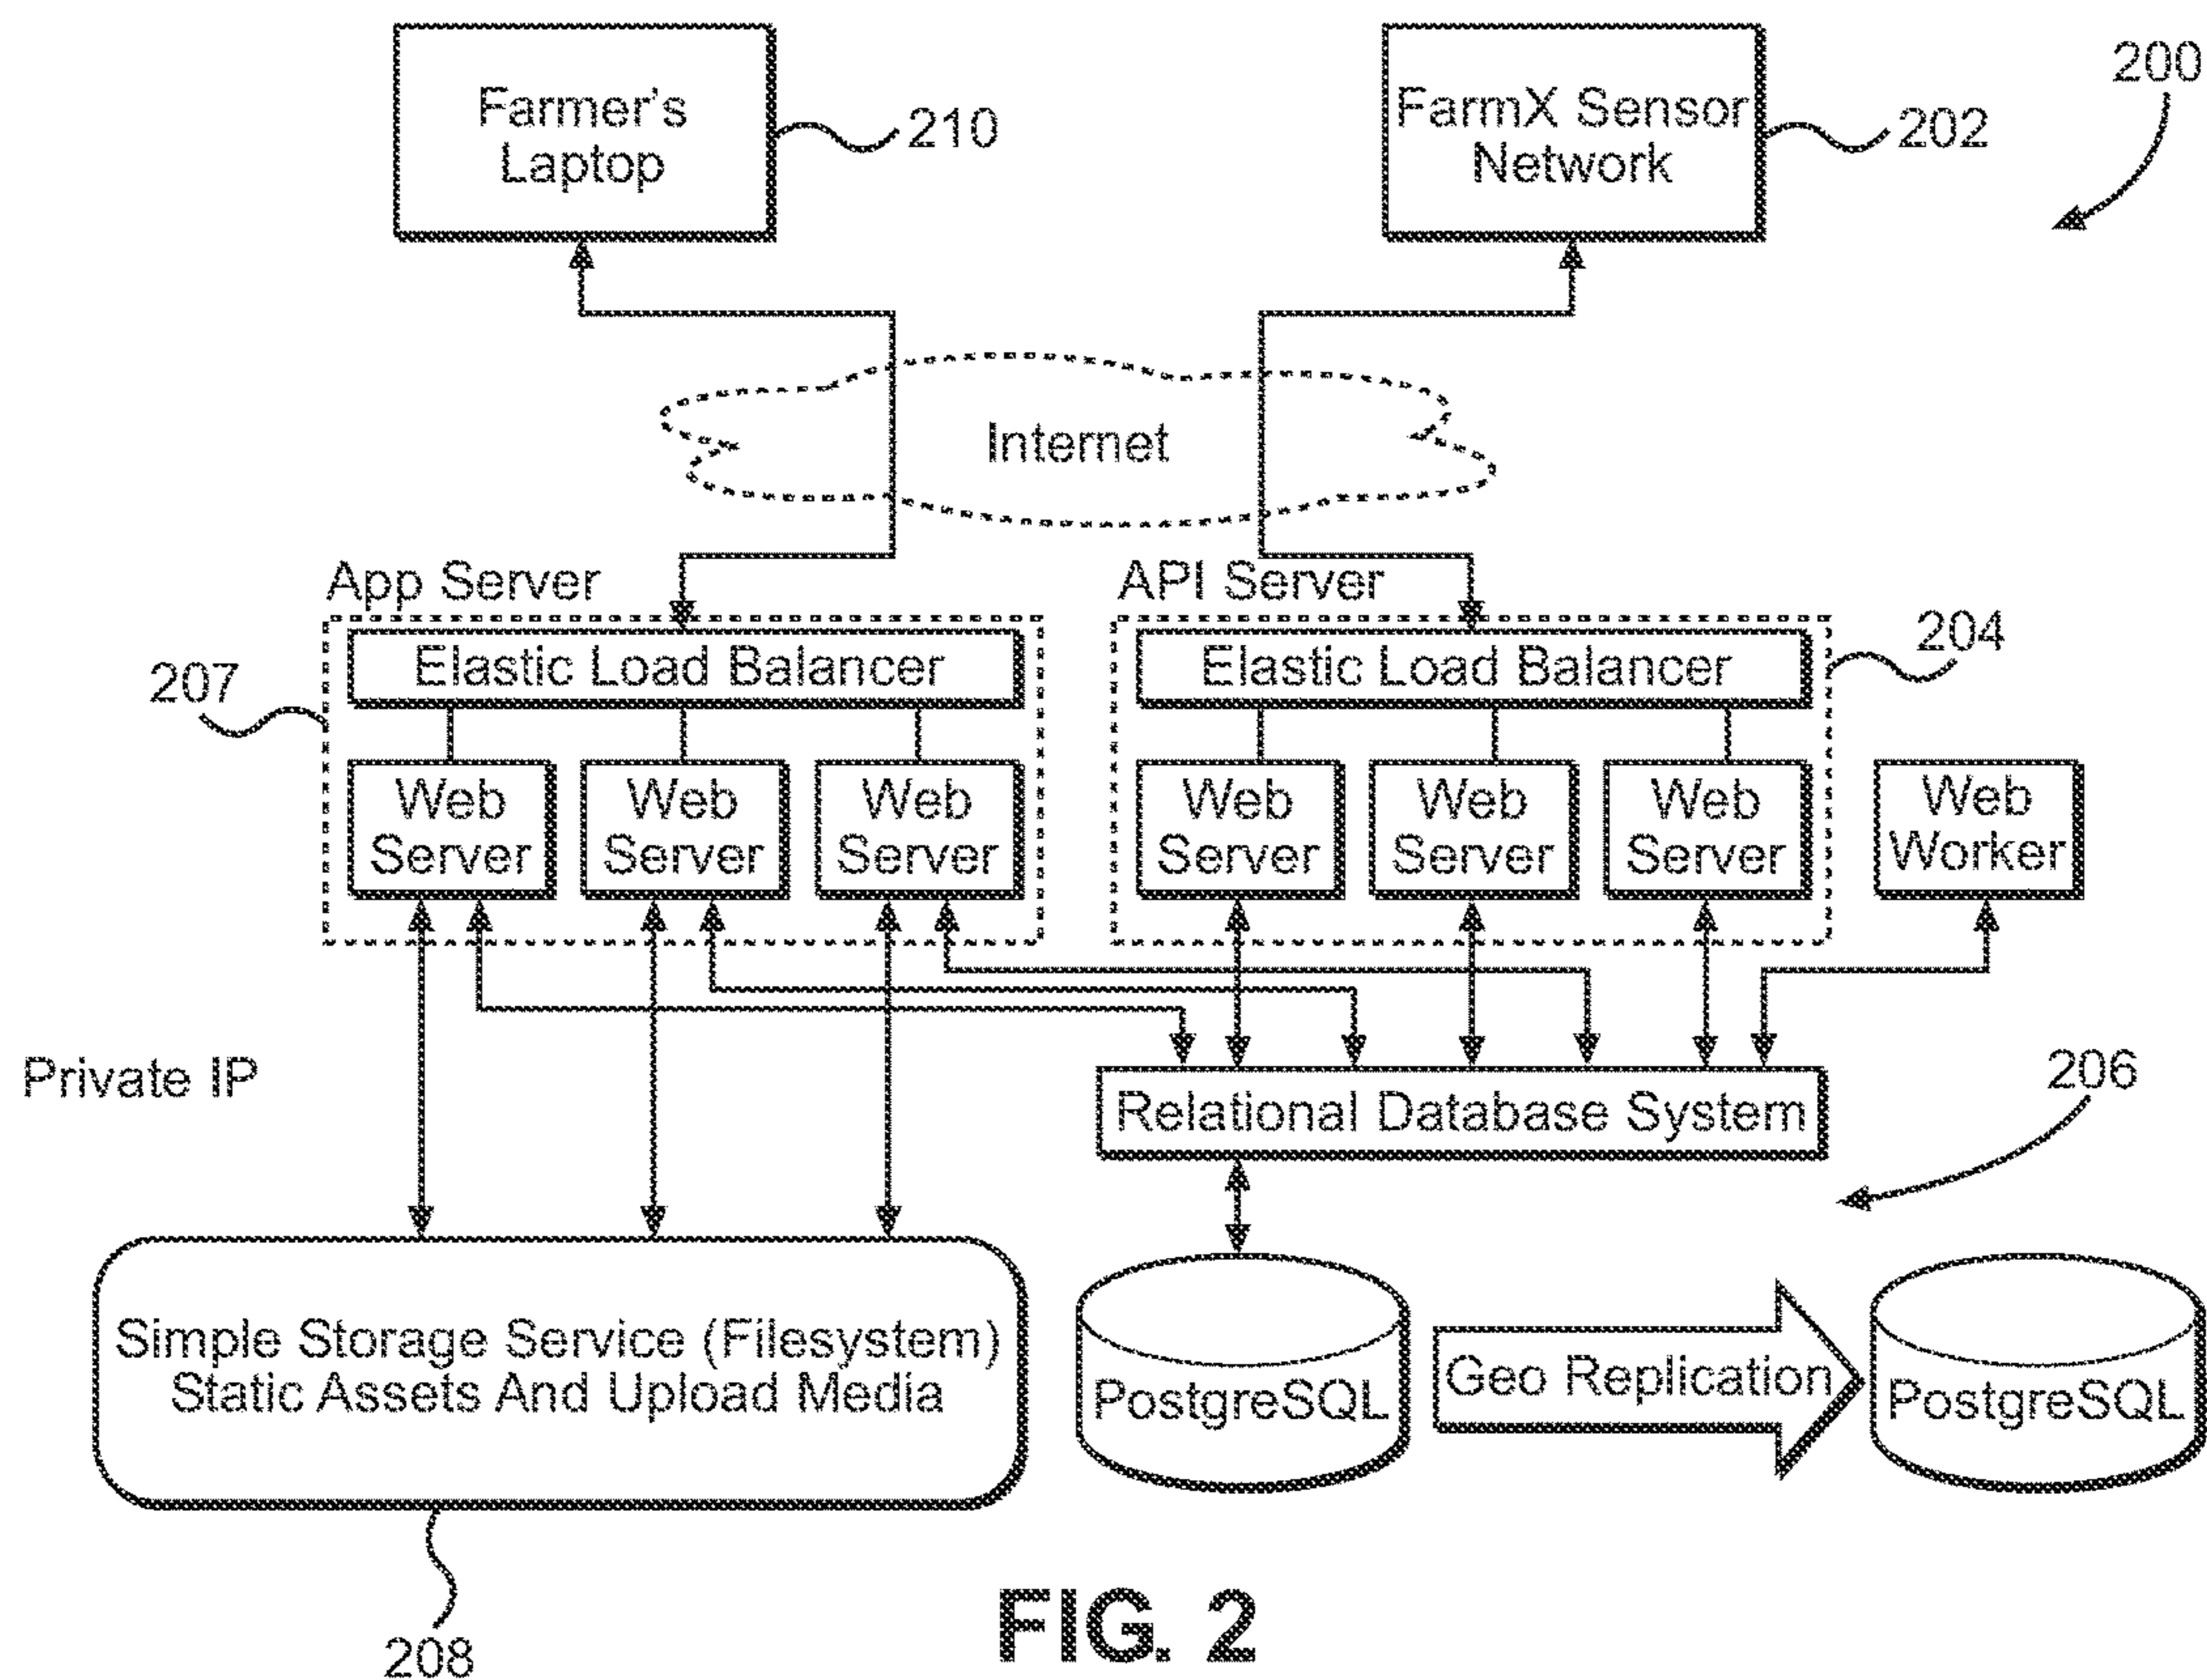 200
Farmer's
Laptop
210
FarmX Sensor
Network
202
Internet
App Server
API Server
207
Elastic Load Balancer
Elastic Load Balancer
204
Web
Server
Web
Server
Web
Server
Web
Server
Web
Server
Web
Server
Web
Worker
Private IP
Relational Database System
206
Simple Storage Service (Filesystem)
Static Assets And Upload Media
PostgreSQL
Geo Replication
PostgreSQL
208
FIG. 2